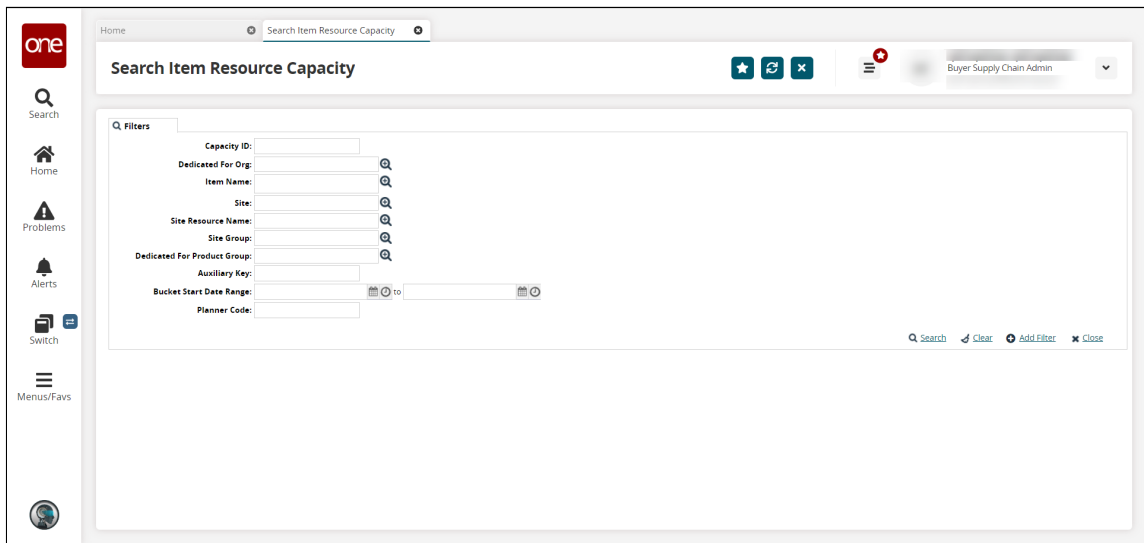 one
Home
Search Item Resource Capacity
Search Item Resource Capacity
Buyer Supply Chain Admin
Search
Home
Problems
Alerts
Switch
Menus/Favs
Filters
Capacity ID:
Dedicated For Org:
Item Name:
Site:
Site Resource Name:
Site Group:
Dedicated For Product Group:
Auxiliary Key:
Bucket Start Date Range: to
Planner Code:
Search Clear Add Filter Close